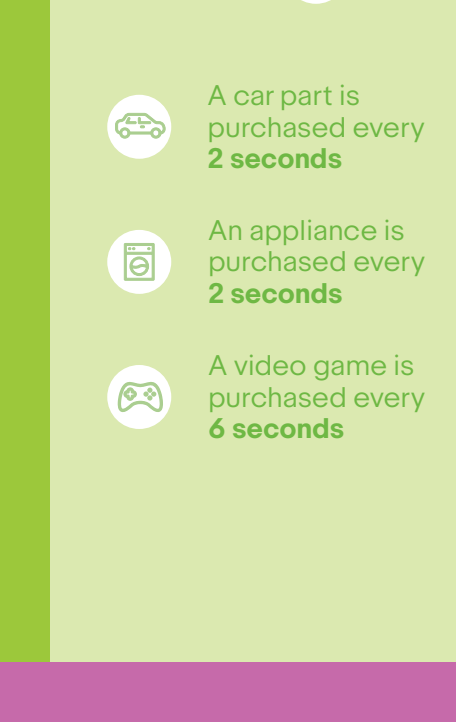 A car part is
purchased every
2 seconds
An appliance is
purchased every
2 seconds
A video game is
purchased every
6 seconds